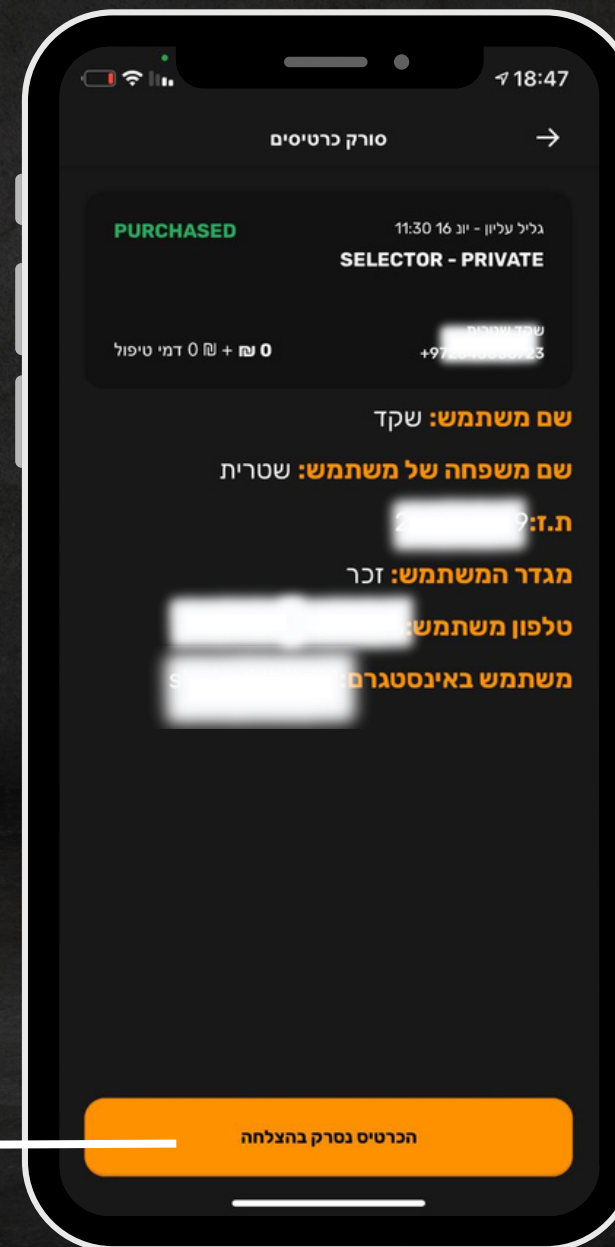 18:47
סורק כרטיסים
גליל עליון - יונ 16 11:30
PURCHASED
SELECTOR - PRIVATE
0 ₪ + 0 ₪ דמי טיפול
שם משתמש: שקד
שם משפחה של משתמש: שטרית
ת.ז:
מגדר המשתמש: זכר
טלפון משתמש:
משתמש באינסטגרם:
הכרטיס נסרק בהצלחה